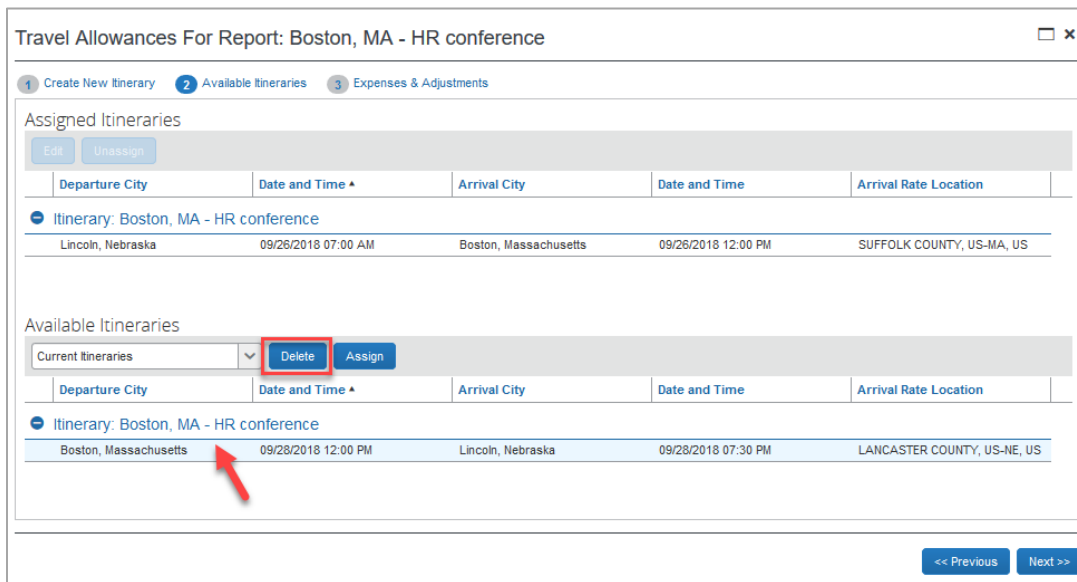 Travel Allowances For Report: Boston, MA - HR conference
1 Create New Itinerary 2 Available Itineraries 3 Expenses & Adjustments
Assigned Itineraries
Edit Unassign
Departure City Date and Time Arrival City Date and Time Arrival Rate Location
Itinerary: Boston, MA - HR conference
Lincoln, Nebraska 09/26/2018 07:00 AM Boston, Massachusetts 09/26/2018 12:00 PM SUFFOLK COUNTY, US-MA, US
Available Itineraries
Current Itineraries Delete Assign
Departure City Date and Time Arrival City Date and Time Arrival Rate Location
Itinerary: Boston, MA - HR conference
Boston, Massachusetts 09/28/2018 12:00 PM Lincoln, Nebraska 09/28/2018 07:30 PM LANCASTER COUNTY, US-NE, US
<< Previous Next >>